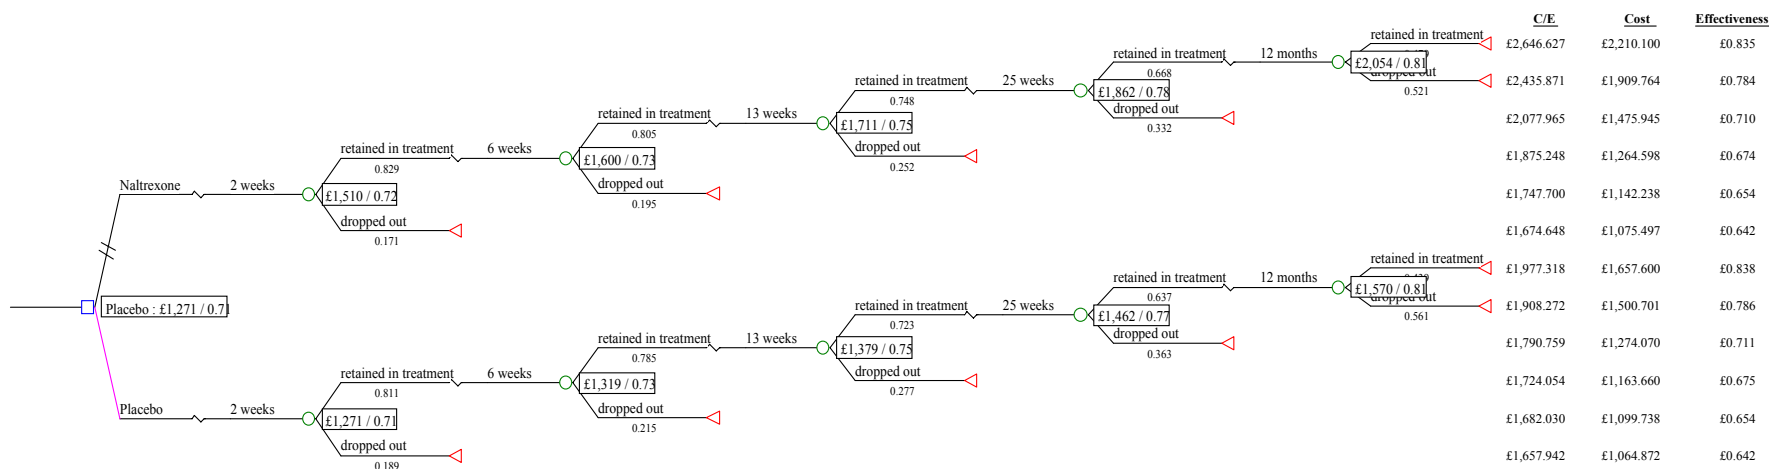 C/E Cost Effectiveness
retained in treatment £2,646.627 £2,210.100 £0.835
12 months £2,054 / 0.81
retained in treatment 0.668
dropped out £2,435.871 £1,909.764 £0.784
0.521
25 weeks £1,862 / 0.78
retained in treatment 0.748
dropped out £2,077.965 £1,475.945 £0.710
0.332
13 weeks £1,711 / 0.75
retained in treatment 0.805
dropped out £1,875.248 £1,264.598 £0.674
0.252
6 weeks £1,600 / 0.73
retained in treatment 0.829
dropped out £1,747.700 £1,142.238 £0.654
0.195
Naltrexone 2 weeks £1,510 / 0.72
dropped out £1,674.648 £1,075.497 £0.642
0.171
Placebo : £1,271 / 0.71
retained in treatment £1,977.318 £1,657.600 £0.838
12 months £1,570 / 0.81
retained in treatment 0.637
dropped out £1,908.272 £1,500.701 £0.786
0.561
25 weeks £1,462 / 0.77
retained in treatment 0.723
dropped out £1,790.759 £1,274.070 £0.711
0.363
13 weeks £1,379 / 0.75
retained in treatment 0.785
dropped out £1,724.054 £1,163.660 £0.675
0.277
6 weeks £1,319 / 0.73
retained in treatment 0.811
dropped out £1,682.030 £1,099.738 £0.654
0.215
Placebo 2 weeks £1,271 / 0.71
dropped out £1,657.942 £1,064.872 £0.642
0.189